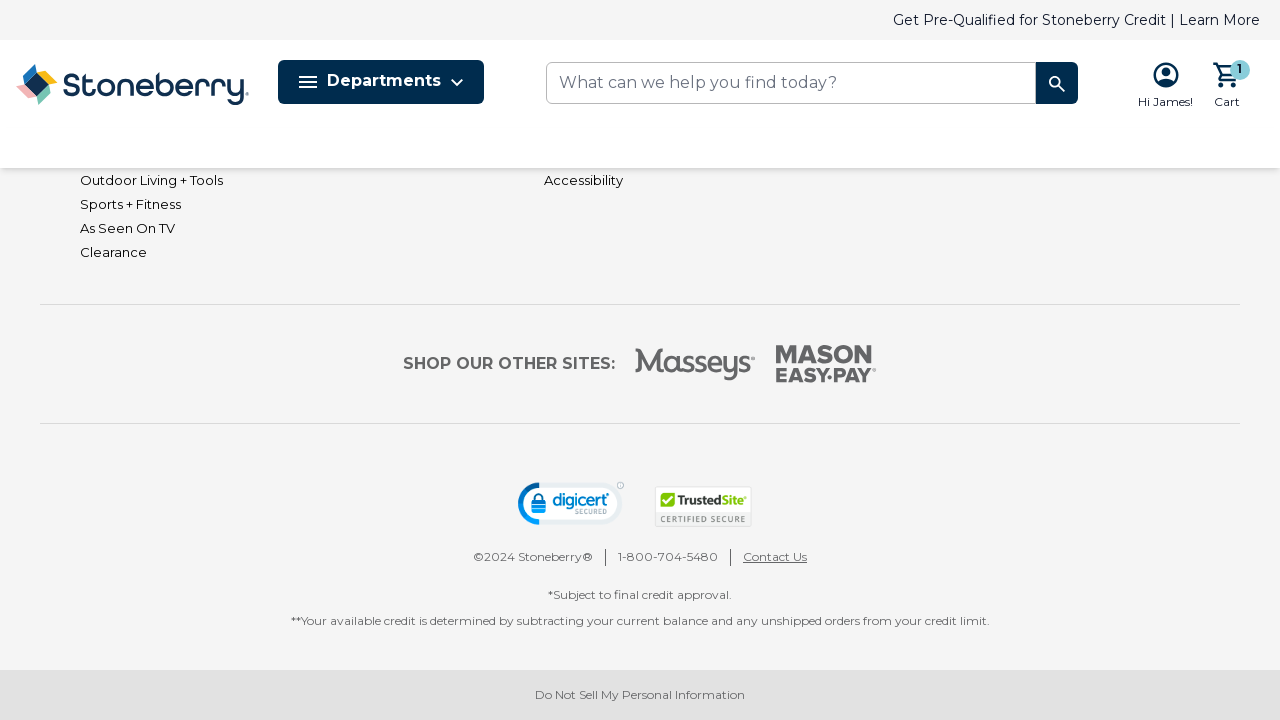 Get Pre-Qualified for Stoneberry Credit | Learn More
Stoneberry®
Departments
What can we help you find today?
1
Hi James!
Cart
Outdoor Living + Tools
Accessibility
Sports + Fitness
As Seen On TV
Clearance
SHOP OUR OTHER SITES:
Masseys®
MASON
EASY•PAY®
digicert®
SECURED
TrustedSite®
CERTIFIED SECURE
©2024 Stoneberry®
1-800-704-5480
Contact Us
*Subject to final credit approval.
**Your available credit is determined by subtracting your current balance and any unshipped orders from your credit limit.
Do Not Sell My Personal Information